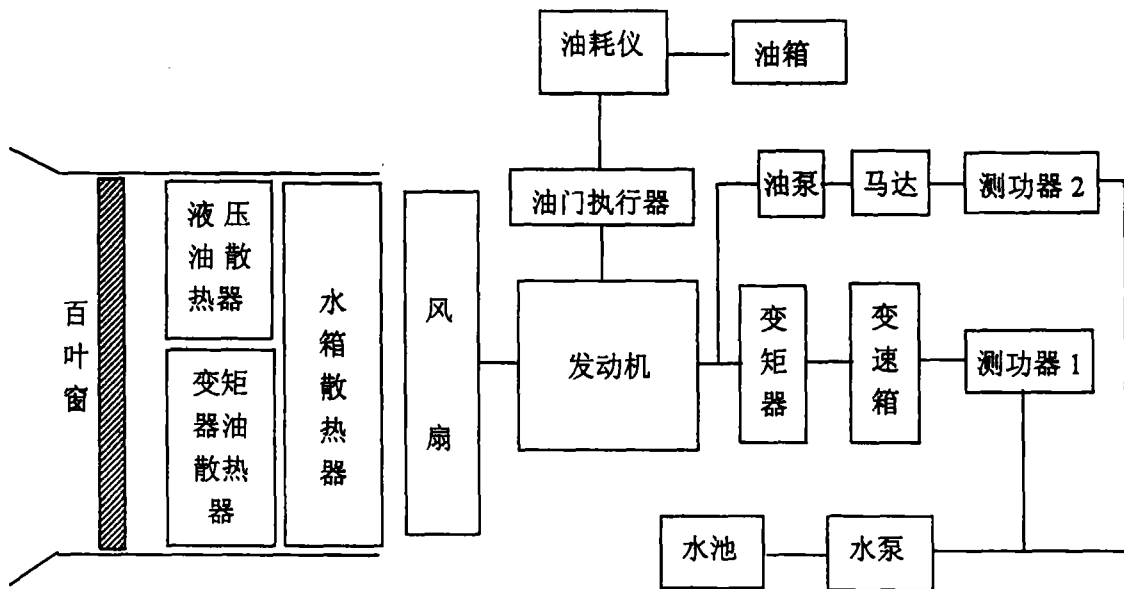 油耗仪
油箱
油门执行器
油泵
马达
测功器 2
百
叶
窗
液 压
油 散
热器
变矩
器油
散热
器
水
箱
散
热
器
风
扇
发动机
变
矩
器
变
速
箱
测功器 1
水池
水泵